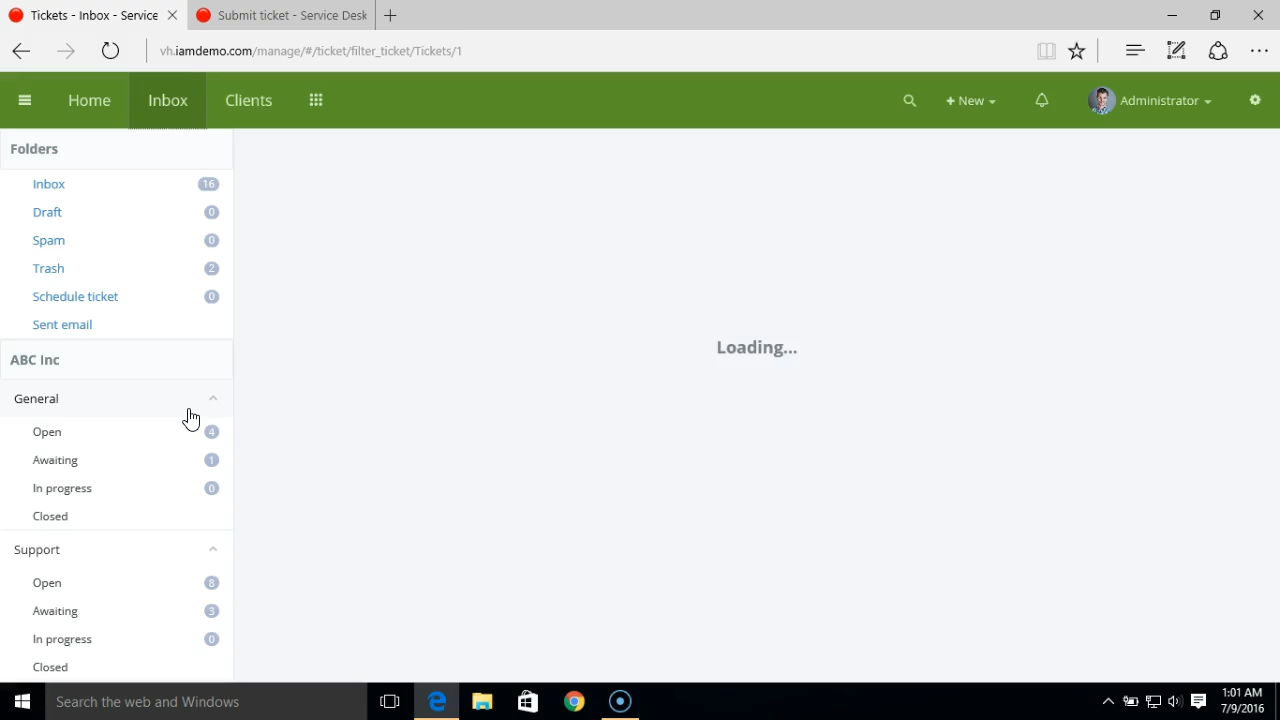 Tickets - Inbox - Service
Submit ticket - Service Desk
vh.iamdemo.com/manage/#/ticket/filter_ticket/Tickets/1
Home
Inbox
Clients
+ New
Administrator
Folders
Inbox 16
Draft 0
Spam 0
Trash 2
Schedule ticket 0
Sent email
ABC Inc
Loading...
General
Open 4
Awaiting 1
In progress 0
Closed
Support
Open 8
Awaiting 3
In progress 0
Closed
Search the web and Windows
1:01 AM
7/9/2016